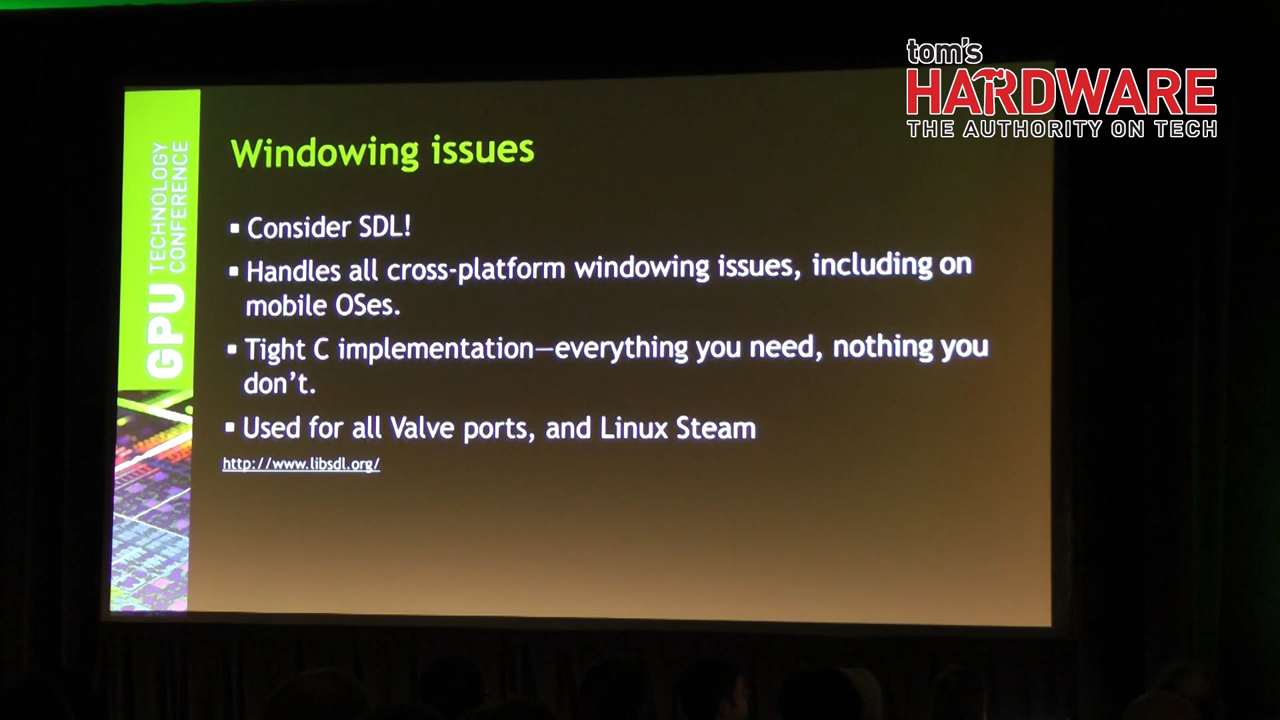 tom's
HARDWARE
THE AUTHORITY ON TECH
GPU TECHNOLOGY
CONFERENCE
Windowing issues
▪ Consider SDL!
▪ Handles all cross-platform windowing issues, including on
mobile OSes.
▪ Tight C implementation—everything you need, nothing you
don't.
▪ Used for all Valve ports, and Linux Steam
http://www.libsdl.org/